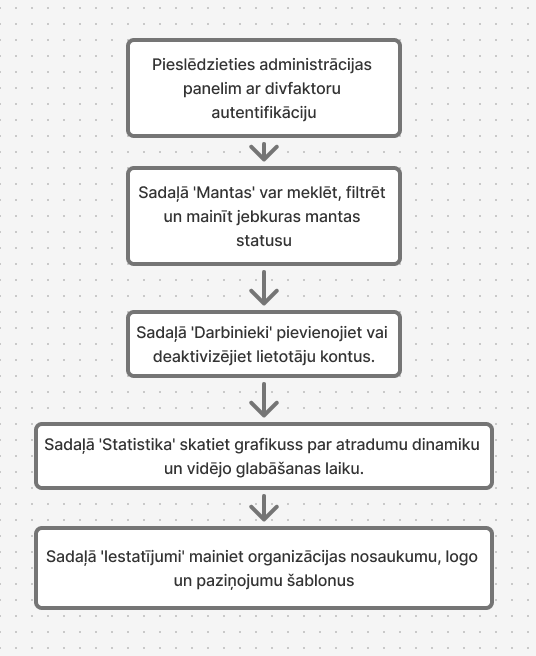 Pieslēdzieties administrācijas
panelim ar divfaktoru
autentifikāciju
Sadaļā 'Mantas' var meklēt, filtrēt
un mainīt jebkuras mantas
statusu
Sadaļā 'Darbinieki' pievienojiet vai
deaktivizējiet lietotāju kontus.
Sadaļā 'Statistika' skatiet grafikuss par atradumu dinamiku
un vidējo glabāšanas laiku.
Sadaļā 'Iestatījumi' mainiet organizācijas nosaukumu, logo
un paziņojumu šablonus